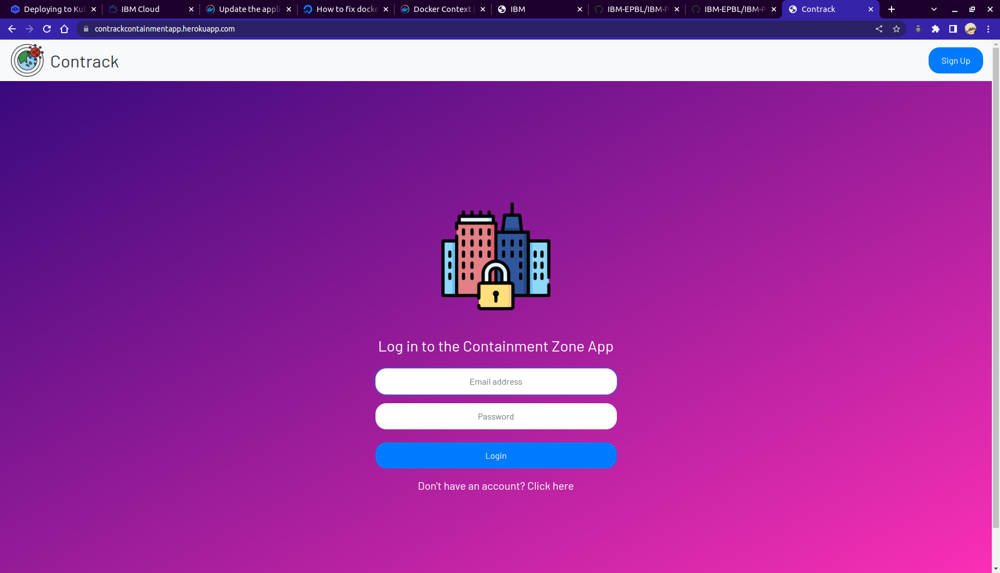 Deploying to Kub
IBM Cloud
Update the appli
How to fix docke
Docker Context |
IBM
IBM-EPBL/IBM-P
IBM-EPBL/IBM-P
Contrack
contrackcontainmentapp.herokuapp.com
Contrack
Sign Up
Log in to the Containment Zone App
Email address
Password
Login
Don't have an account? Click here